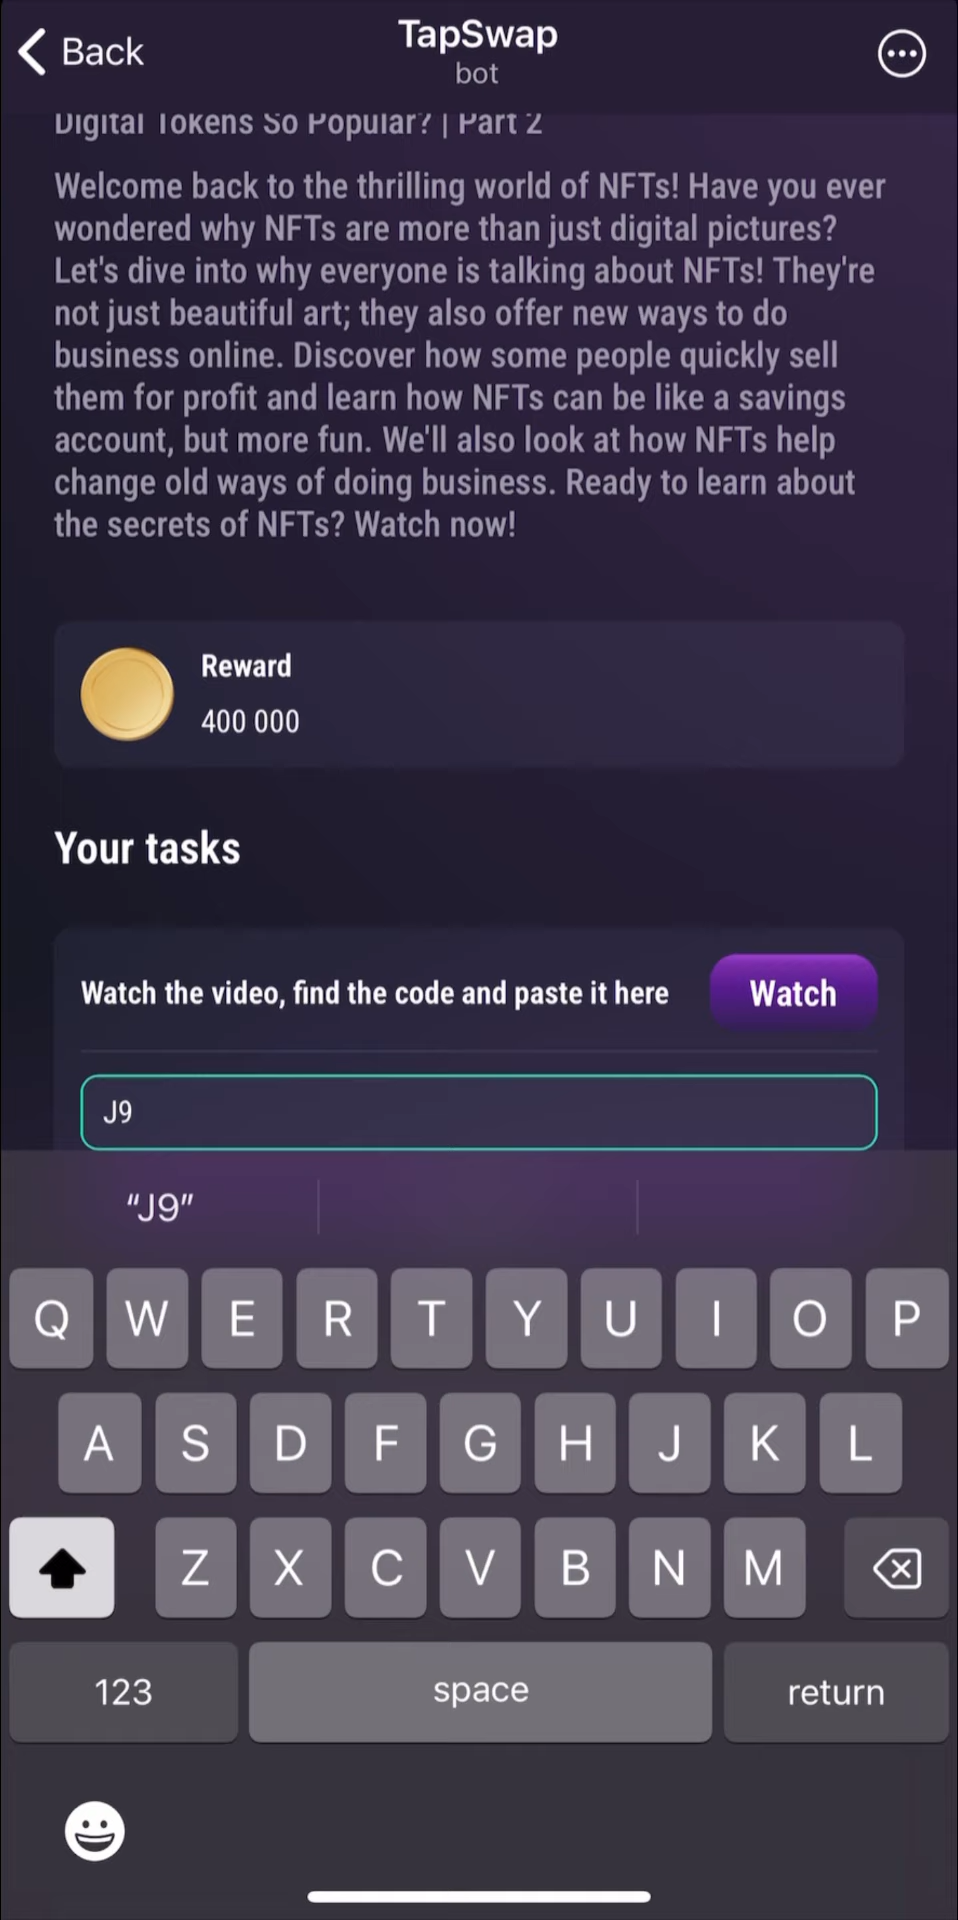 Back
TapSwap
bot
Digital Tokens So Popular? | Part 2
Welcome back to the thrilling world of NFTs! Have you ever
wondered why NFTs are more than just digital pictures?
Let's dive into why everyone is talking about NFTs! They're
not just beautiful art; they also offer new ways to do
business online. Discover how some people quickly sell
them for profit and learn how NFTs can be like a savings
account, but more fun. We'll also look at how NFTs help
change old ways of doing business. Ready to learn about
the secrets of NFTs? Watch now!
Reward
400 000
Your tasks
Watch the video, find the code and paste it here
Watch
J9
“J9”
Q W E R T Y U I O P
A S D F G H J K L
Z X C V B N M
123 space return